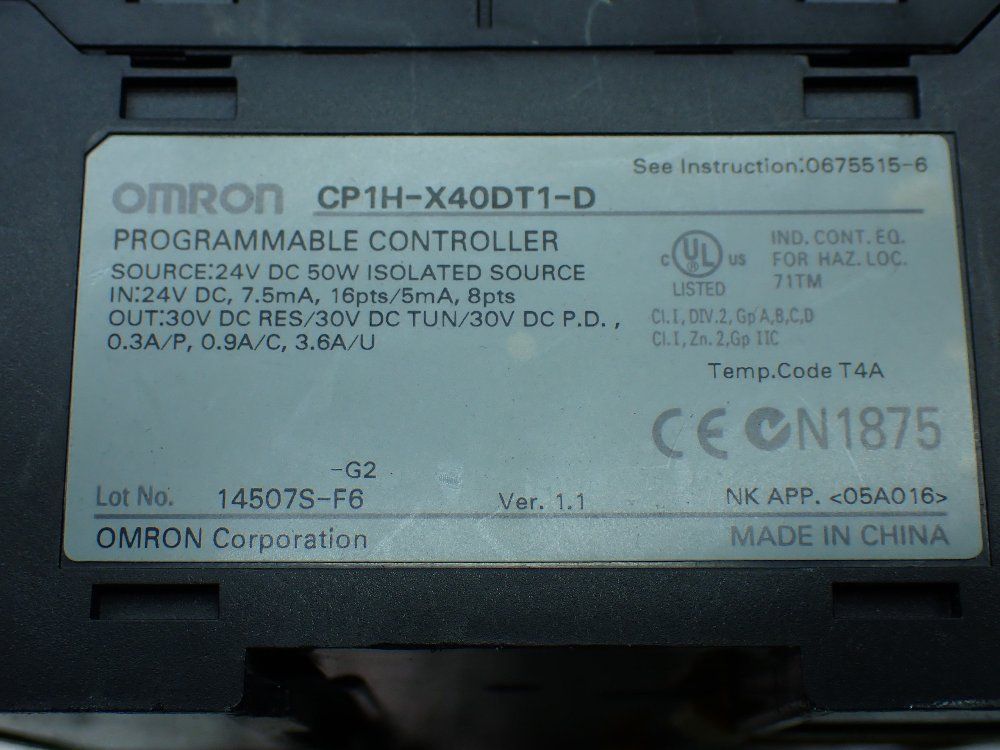 See Instruction:0675515-6
OMRON CP1H-X40DT1-D
PROGRAMMABLE CONTROLLER
SOURCE:24V DC 50W ISOLATED SOURCE
IN:24V DC, 7.5mA, 16pts/5mA, 8pts
OUT:30V DC RES/30V DC TUN/30V DC P.D.,
0.3A/P, 0.9A/C, 3.6A/U
c UL us
LISTED
IND. CONT. EQ.
FOR HAZ. LOC.
71TM
Cl.I, DIV.2, Gp A,B,C,D
Cl.I, Zn.2,Gp IIC
Temp.Code T4A
CE N1875
-G2
Lot No. 14507S-F6 Ver. 1.1 NK APP. <05A016>
OMRON Corporation MADE IN CHINA